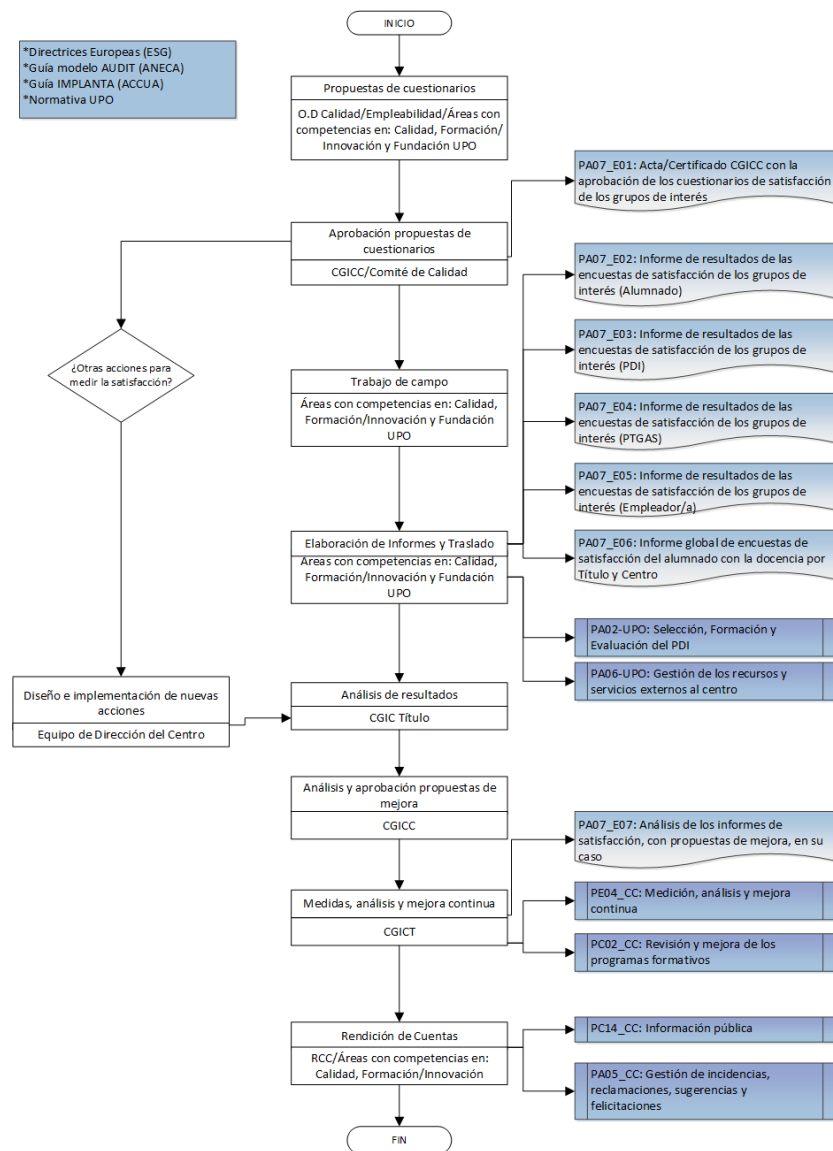 INICIO
*Directrices Europeas (ESG)
*Guía modelo AUDIT (ANECA)
*Guía IMPLANTA (ACCUA)
*Normativa UPO
Propuestas de cuestionarios
O.D Calidad/Empleabilidad/Áreas con
competencias en: Calidad, Formación/
Innovación y Fundación UPO
PA07_E01: Acta/Certificado CGICC con la
aprobación de los cuestionarios de satisfacción
de los grupos de interés
Aprobación propuestas de
cuestionarios
CGICC/Comité de Calidad
PA07_E02: Informe de resultados de las
encuestas de satisfacción de los grupos de
interés (Alumnado)
¿Otras acciones para
medir la satisfacción?
PA07_E03: Informe de resultados de las
encuestas de satisfacción de los grupos de
interés (PDI)
Trabajo de campo
Áreas con competencias en: Calidad,
Formación/Innovación y Fundación
UPO
PA07_E04: Informe de resultados de las
encuestas de satisfacción de los grupos de
interés (PTGAS)
PA07_E05: Informe de resultados de las
encuestas de satisfacción de los grupos de
interés (Empleador/a)
Elaboración de Informes y Traslado
Áreas con competencias en: Calidad,
Formación/Innovación y Fundación
UPO
PA07_E06: Informe global de encuestas de
satisfacción del alumnado con la docencia por
Título y Centro
PA02-UPO: Selección, Formación y
Evaluación del PDI
PA06-UPO: Gestión de los recursos y
servicios externos al centro
Diseño e implementación de nuevas
acciones
Equipo de Dirección del Centro
Análisis de resultados
CGIC Título
Análisis y aprobación propuestas de
mejora
CGICC
PA07_E07: Análisis de los informes de
satisfacción, con propuestas de mejora, en su
caso
Medidas, análisis y mejora continua
CGICT
PE04_CC: Medición, análisis y mejora
continua
PC02_CC: Revisión y mejora de los
programas formativos
Rendición de Cuentas
RCC/Áreas con competencias en:
Calidad, Formación/Innovación
PC14_CC: Información pública
PA05_CC: Gestión de incidencias,
reclamaciones, sugerencias y
felicitaciones
FIN